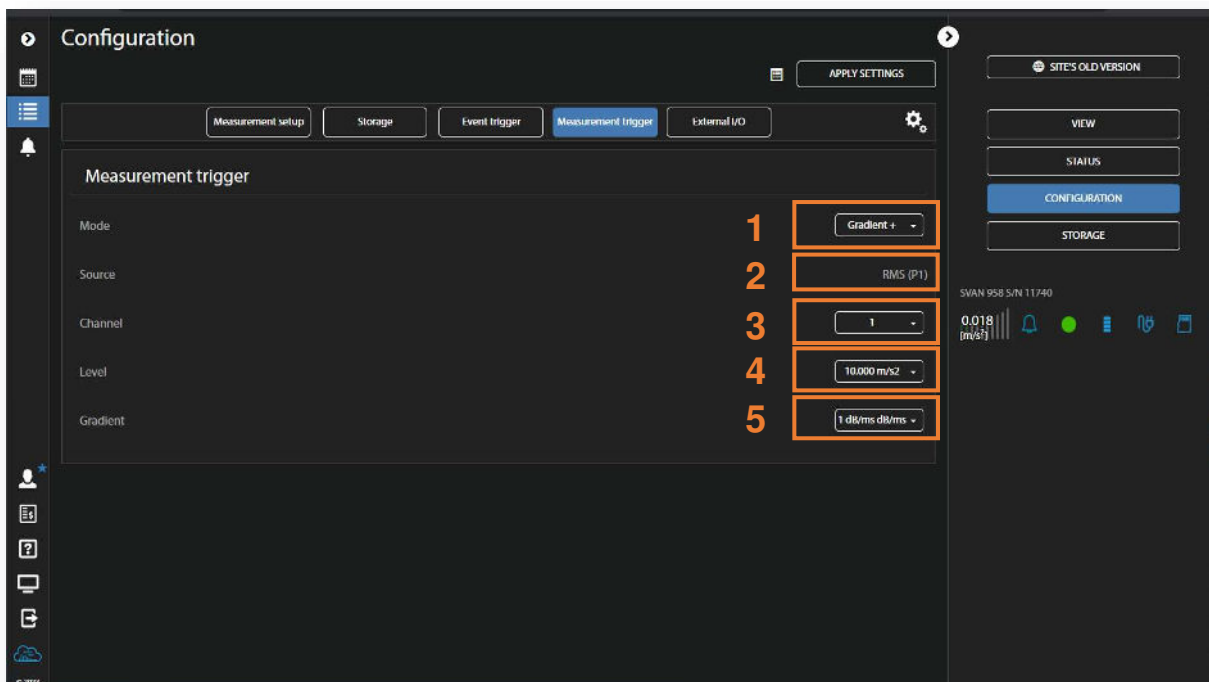 Configuration
APPLY SETTINGS
Measurement setup
Storage
Event trigger
Measurement trigger
External I/O
Measurement trigger
Mode
1
Gradient +
Source
2
RMS (P1)
Channel
3
1
Level
4
10.000 m/s2
Gradient
5
1 dB/ms dB/ms
SITE'S OLD VERSION
VIEW
STATUS
CONFIGURATION
STORAGE
SVAN 958 S/N 11740
0.018
[m/s²]